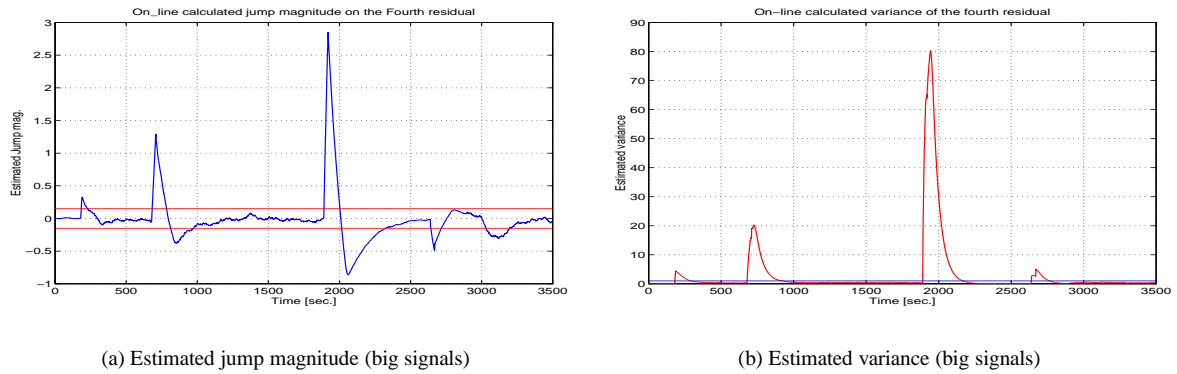 On_line calculated jump magnitude on the Fourth residual
3
2.5
2
1.5
1
0.5
0
−0.5
−1
0 500 1000 1500 2000 2500 3000 3500
Time [sec.]
Estimated Jump mag.
On−line calculated variance of the fourth residual
90
80
70
60
50
40
30
20
10
0
0 500 1000 1500 2000 2500 3000 3500
Time [sec.]
Estimated variance
(a) Estimated jump magnitude (big signals)
(b) Estimated variance (big signals)